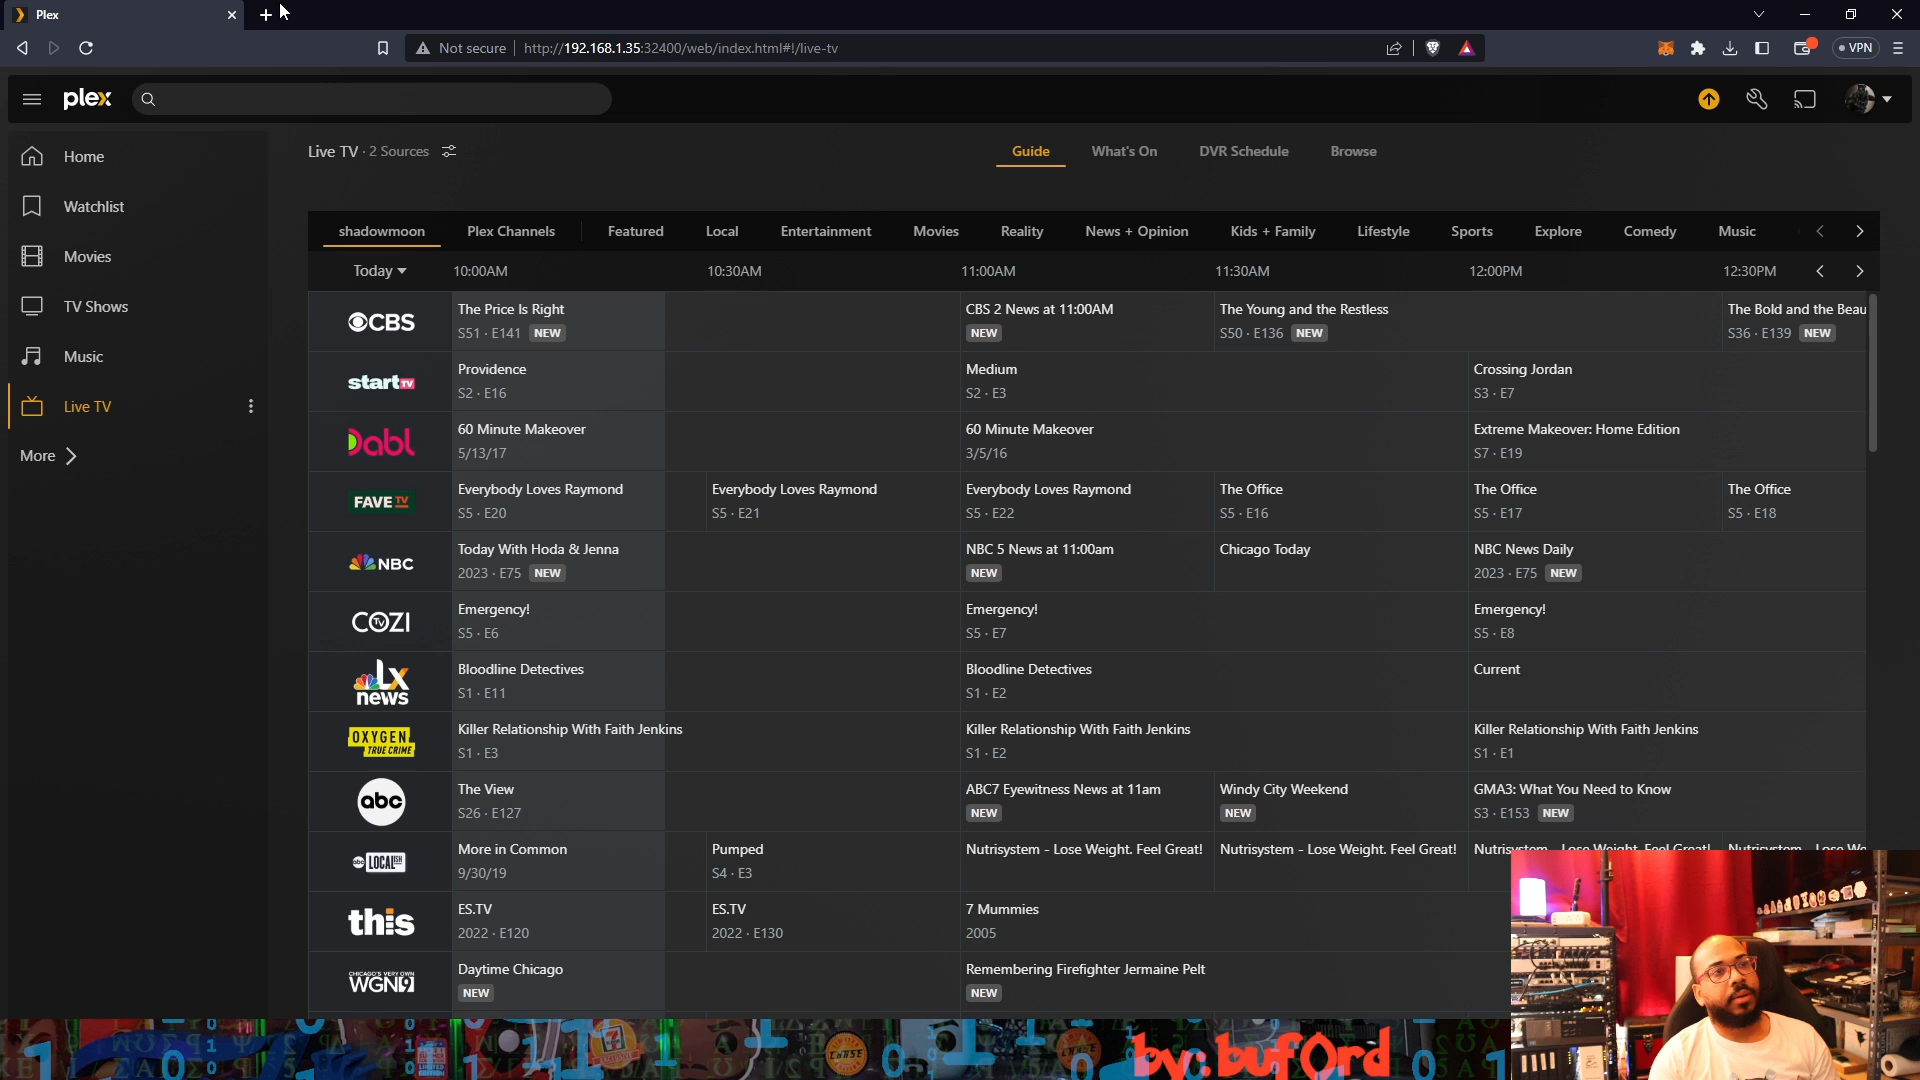 Plex
Not secure http://192.168.1.35:32400/web/index.html#!/live-tv VPN
plex
Home
Watchlist
Movies
TV Shows
Music
Live TV
More
Live TV · 2 Sources
Guide What's On DVR Schedule Browse
shadowmoon Plex Channels Featured Local Entertainment Movies Reality News + Opinion Kids + Family Lifestyle Sports Explore Comedy Music
Today 10:00AM 10:30AM 11:00AM 11:30AM 12:00PM 12:30PM
CBS The Price Is Right CBS 2 News at 11:00AM The Young and the Restless The Bold and the Beau
S51 · E141 NEW NEW S50 · E136 NEW S36 · E139 NEW
start TV Providence Medium Crossing Jordan
S2 · E16 S2 · E3 S3 · E7
Dabl 60 Minute Makeover 60 Minute Makeover Extreme Makeover: Home Edition
5/13/17 3/5/16 S7 · E19
FAVE TV Everybody Loves Raymond Everybody Loves Raymond Everybody Loves Raymond The Office The Office The Office
S5 · E20 S5 · E21 S5 · E22 S5 · E16 S5 · E17 S5 · E18
NBC Today With Hoda & Jenna NBC 5 News at 11:00am Chicago Today NBC News Daily
2023 · E75 NEW NEW 2023 · E75 NEW
COZI TV Emergency! Emergency! Emergency!
S5 · E6 S5 · E7 S5 · E8
LX news Bloodline Detectives Bloodline Detectives Current
S1 · E11 S1 · E2
OXYGEN TRUE CRIME Killer Relationship With Faith Jenkins Killer Relationship With Faith Jenkins Killer Relationship With Faith Jenkins
S1 · E3 S1 · E2 S1 · E1
abc The View ABC7 Eyewitness News at 11am Windy City Weekend GMA3: What You Need to Know
S26 · E127 NEW NEW S3 · E153 NEW
abc LOCALISH More in Common Pumped Nutrisystem - Lose Weight. Feel Great! Nutrisystem - Lose Weight. Feel Great! Nutrisystem - Lose Weight. Feel Great! Nutrisystem - Lose We
9/30/19 S4 · E3
this ES.TV ES.TV 7 Mummies
2022 · E120 2022 · E130 2005
CHICAGO'S VERY OWN WGN9 Daytime Chicago Remembering Firefighter Jermaine Pelt
NEW NEW
by: bufOrd